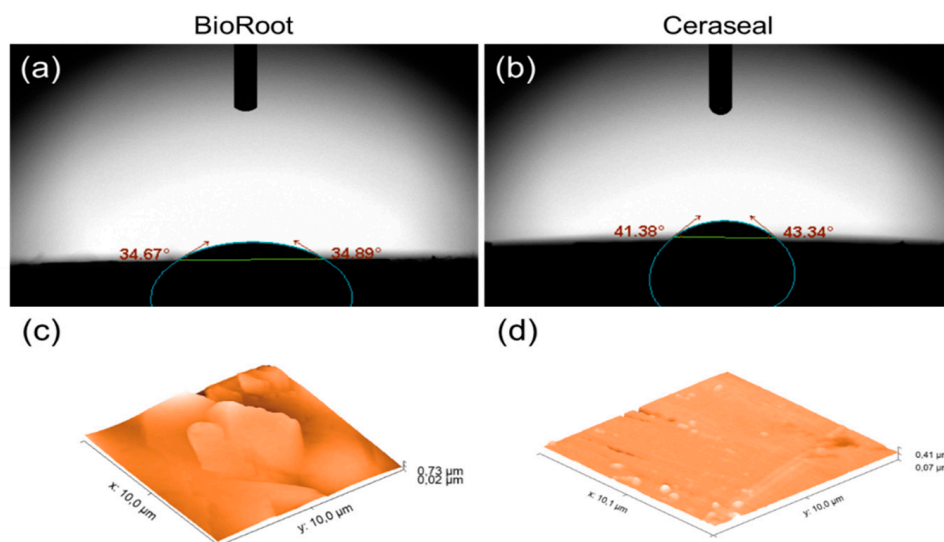 BioRoot
Ceraseal
(a)
(b)
34.67°
34.89°
41.38°
43.34°
(c)
(d)
0,73 µm
0,02 µm
x: 10,0 µm
y: 10,0 µm
0,41 µm
0,07 µm
x: 10,1 µm
y: 10,0 µm